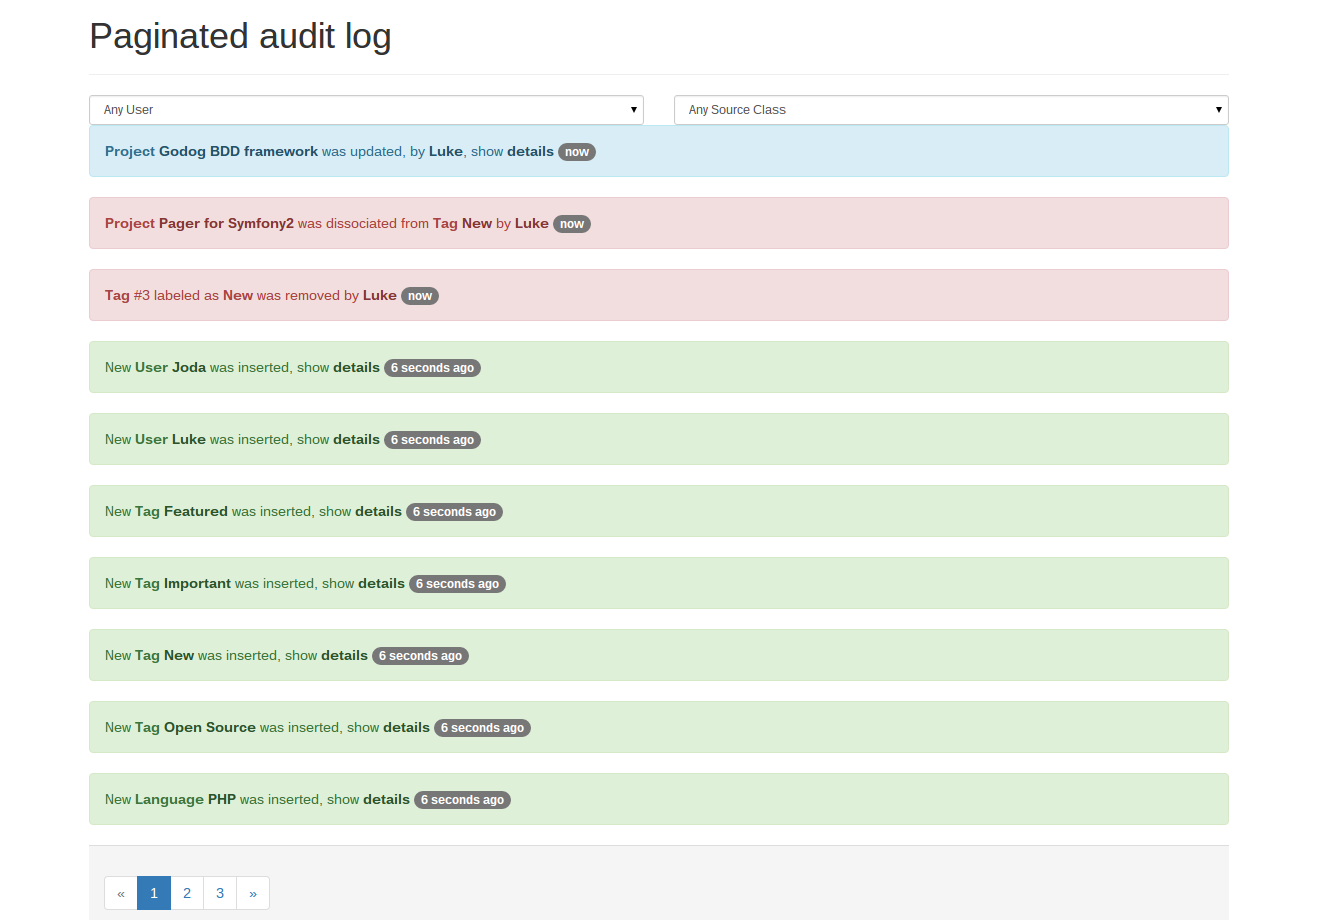 Paginated audit log
Any User ▾ Any Source Class ▾
Project Godog BDD framework was updated, by Luke, show details now
Project Pager for Symfony2 was dissociated from Tag New by Luke now
Tag #3 labeled as New was removed by Luke now
New User Joda was inserted, show details 6 seconds ago
New User Luke was inserted, show details 6 seconds ago
New Tag Featured was inserted, show details 6 seconds ago
New Tag Important was inserted, show details 6 seconds ago
New Tag New was inserted, show details 6 seconds ago
New Tag Open Source was inserted, show details 6 seconds ago
New Language PHP was inserted, show details 6 seconds ago
« 1 2 3 »